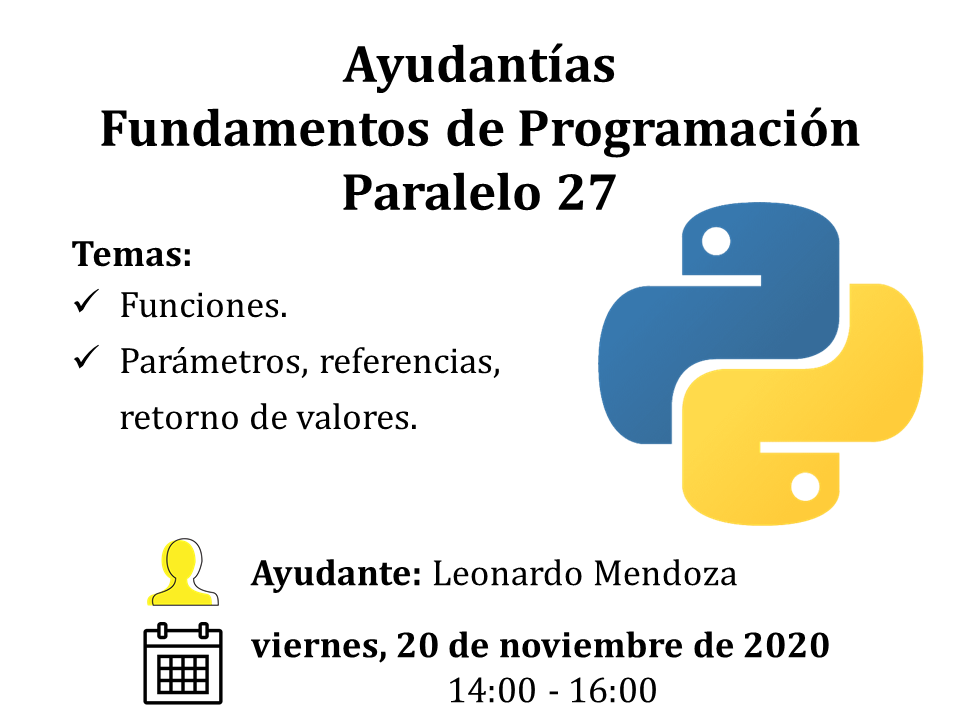 Ayudantías
Fundamentos de Programación
Paralelo 27
Temas:
✓ Funciones.
✓ Parámetros, referencias,
retorno de valores.
Ayudante: Leonardo Mendoza
viernes, 20 de noviembre de 2020
14:00 - 16:00